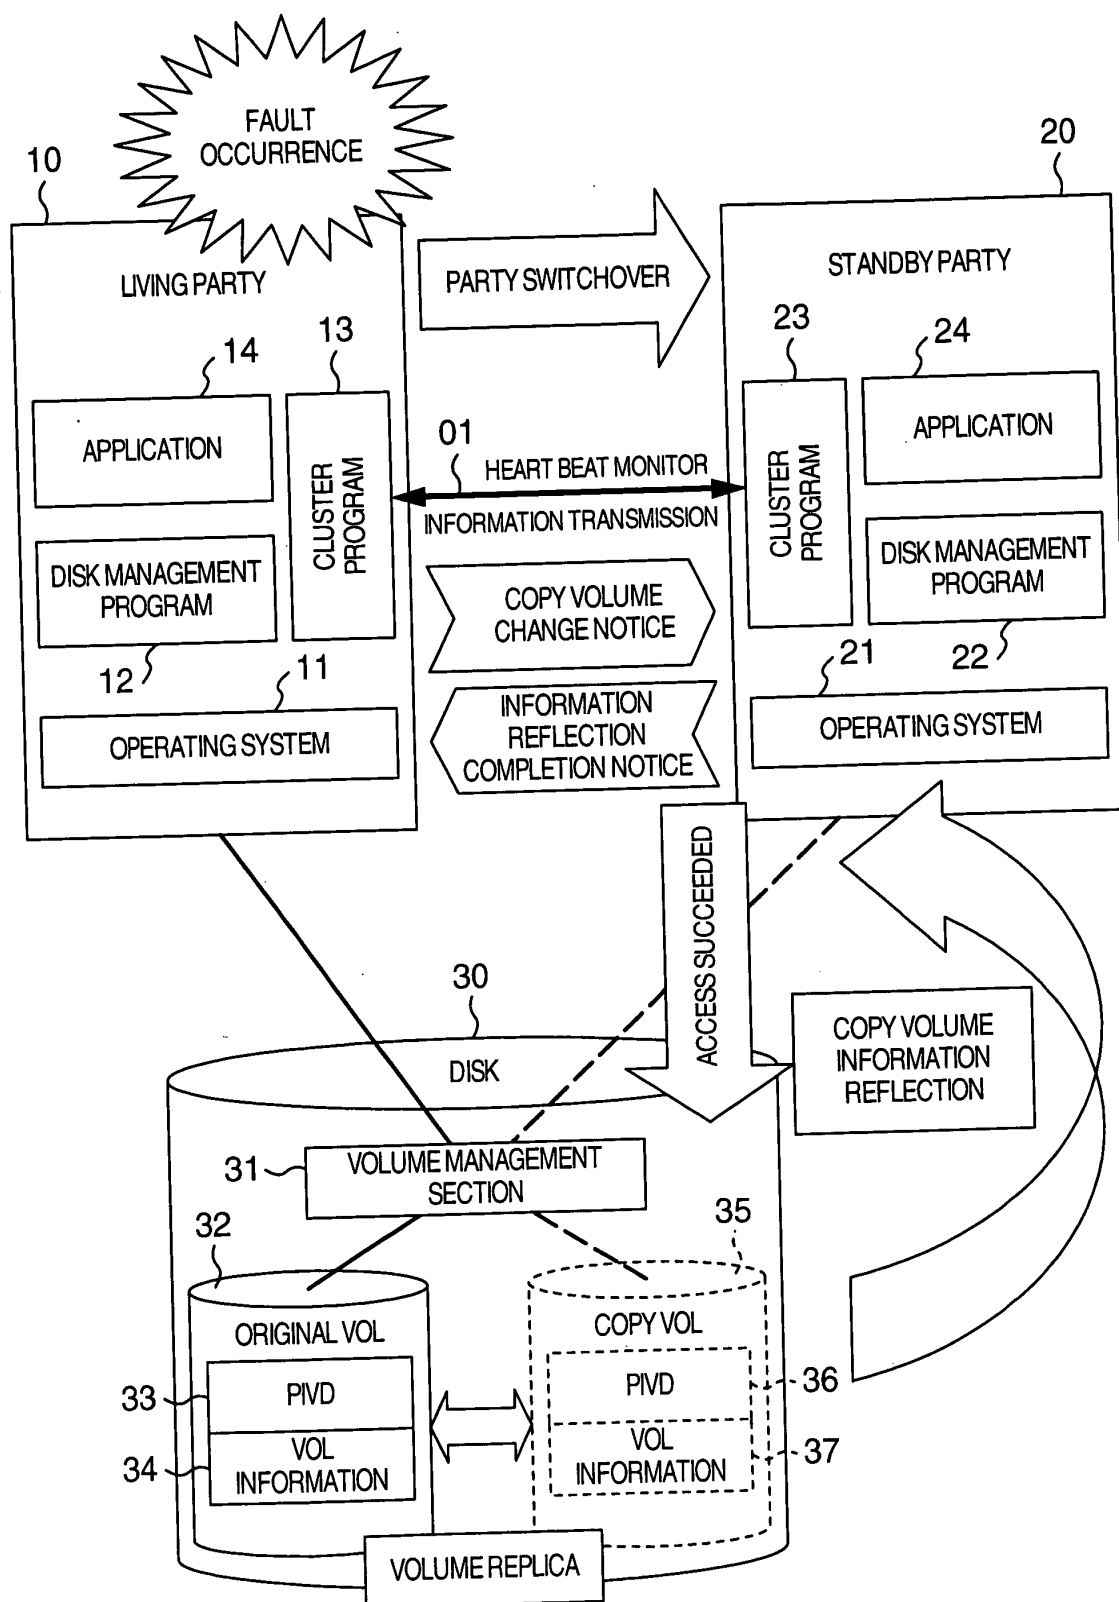 FAULT
OCCURRENCE
10
20
LIVING PARTY
PARTY SWITCHOVER
STANDBY PARTY
14
13
23
24
APPLICATION
CLUSTER
PROGRAM
01
HEART BEAT MONITOR
INFORMATION TRANSMISSION
CLUSTER
PROGRAM
APPLICATION
DISK MANAGEMENT
PROGRAM
COPY VOLUME
CHANGE NOTICE
DISK MANAGEMENT
PROGRAM
12
11
21
22
OPERATING SYSTEM
INFORMATION
REFLECTION
COMPLETION NOTICE
OPERATING SYSTEM
ACCESS SUCCEEDED
30
DISK
COPY VOLUME
INFORMATION
REFLECTION
31
VOLUME MANAGEMENT
SECTION
32
35
ORIGINAL VOL
COPY VOL
33
PIVD
PIVD
36
34
VOL
INFORMATION
VOL
INFORMATION
37
VOLUME REPLICA